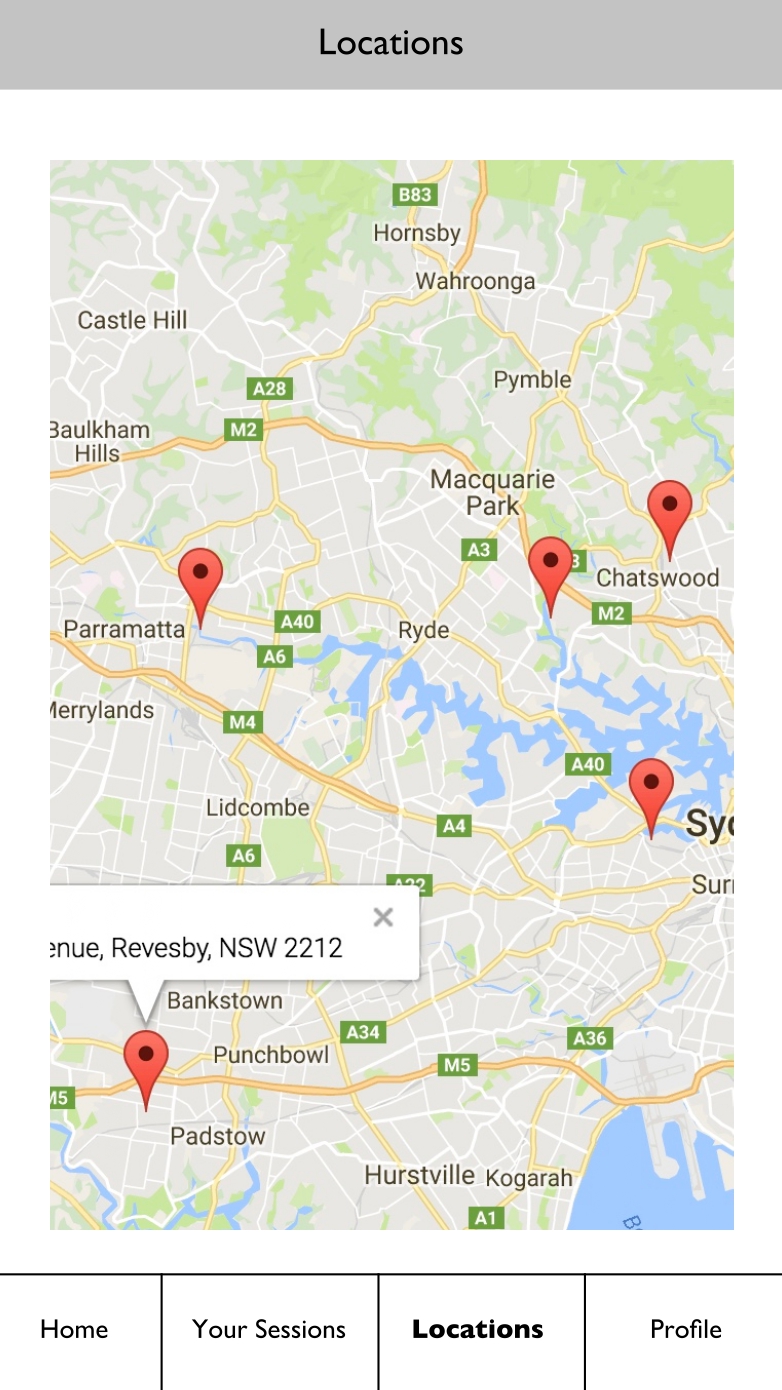 Locations
B83
Hornsby
Wahroonga
Castle Hill
Pymble
A28
M2
Baulkham
Hills
Macquarie
Park
A3
Chatswood
M2
A40
Parramatta
Ryde
A6
Merrylands
M4
A40
Lidcombe
A4
Syd
A6
A22
Surr
enue, Revesby, NSW 2212
Bankstown
A34
A36
Punchbowl
M5
M5
Padstow
Hurstville
Kogarah
A1
Home
Your Sessions
Locations
Profile